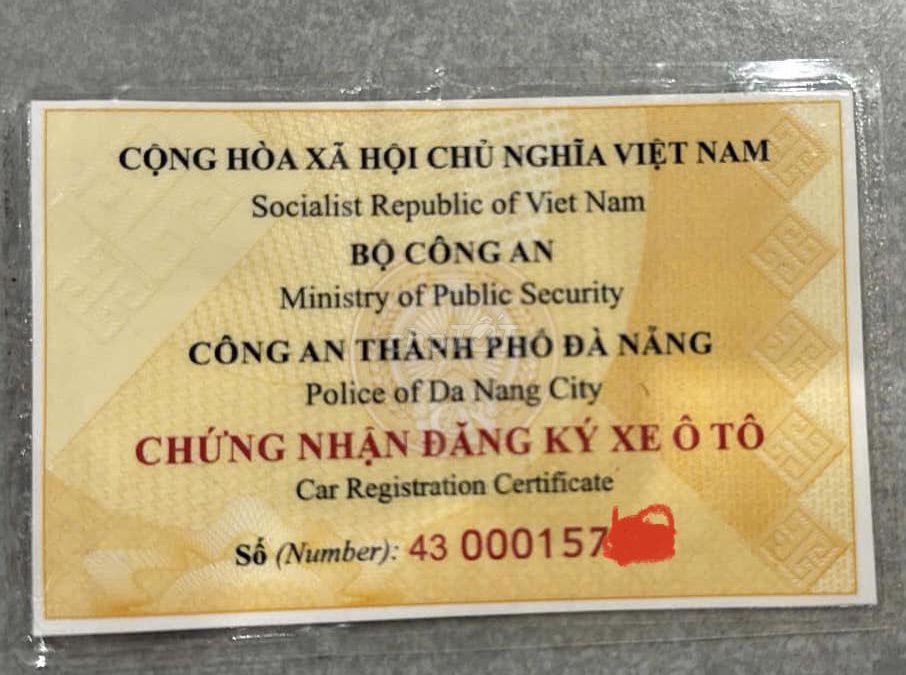 CỘNG HÒA XÃ HỘI CHỦ NGHĨA VIỆT NAM
Socialist Republic of Viet Nam
BỘ CÔNG AN
Ministry of Public Security
CÔNG AN THÀNH PHỐ ĐÀ NẴNG
Police of Da Nang City
CHỨNG NHẬN ĐĂNG KÝ XE Ô TÔ
Car Registration Certificate
Số (Number): 43 000157